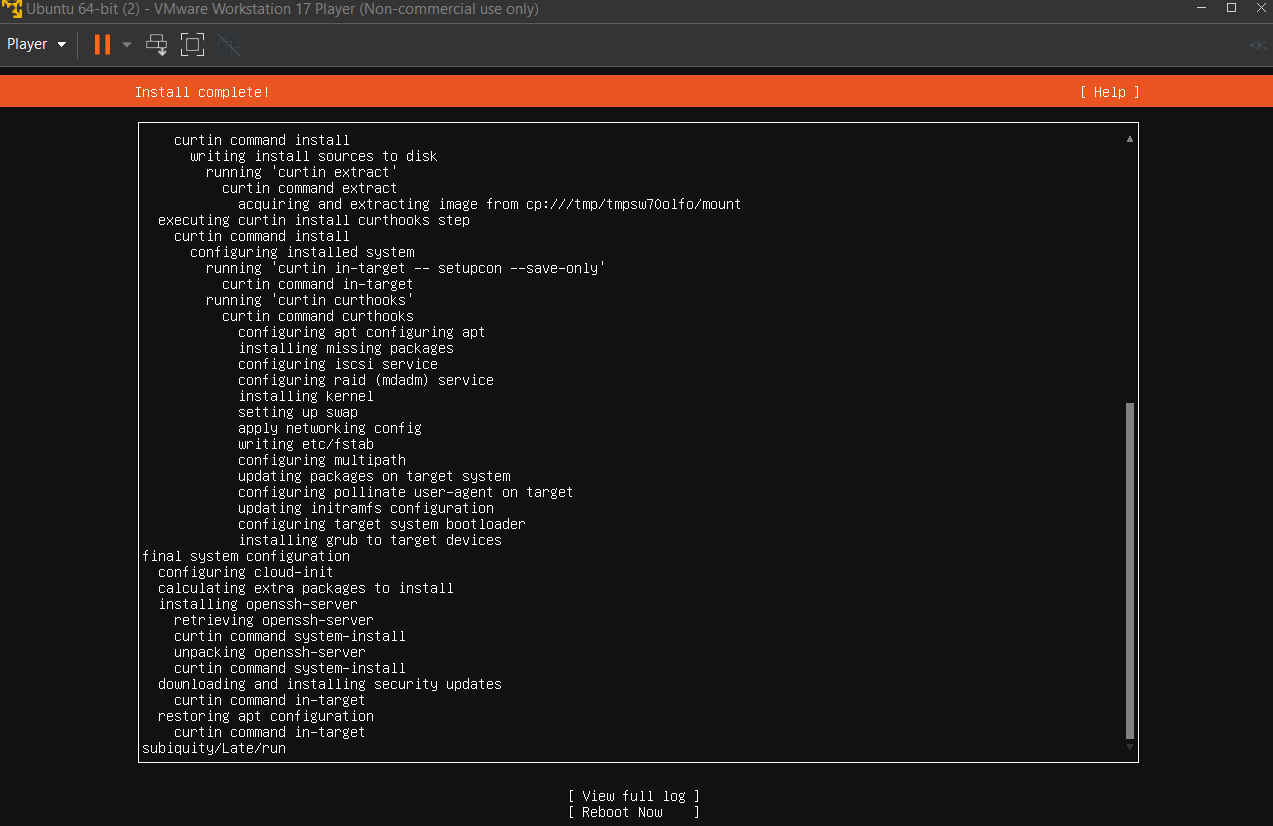 Ubuntu 64-bit (2) - VMware Workstation 17 Player (Non-commercial use only)
Player
Install complete! [ Help ]
curtin command install
writing install sources to disk
running 'curtin extract'
curtin command extract
acquiring and extracting image from cp:///tmp/tmpsw70olfo/mount
executing curtin install curthooks step
curtin command install
configuring installed system
running 'curtin in-target -- setupcon --save-only'
curtin command in-target
running 'curtin curthooks'
curtin command curthooks
configuring apt configuring apt
installing missing packages
configuring iscsi service
configuring raid (mdadm) service
installing kernel
setting up swap
apply networking config
writing etc/fstab
configuring multipath
updating packages on target system
configuring pollinate user-agent on target
updating initramfs configuration
configuring target system bootloader
installing grub to target devices
final system configuration
configuring cloud-init
calculating extra packages to install
installing openssh-server
retrieving openssh-server
curtin command system-install
unpacking openssh-server
curtin command system-install
downloading and installing security updates
curtin command in-target
restoring apt configuration
curtin command in-target
subiquity/Late/run
[ View full log ]
[ Reboot Now ]